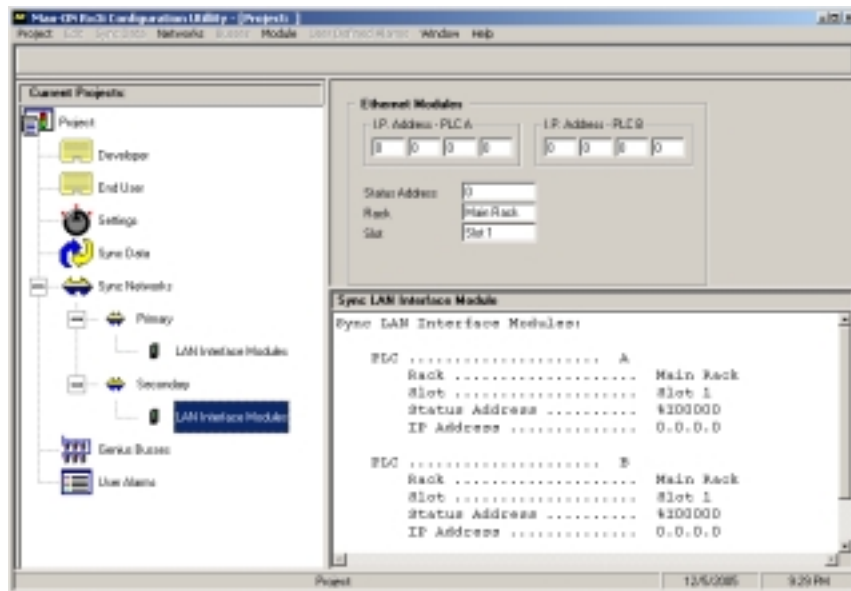 Max-ON Rx3i Configuration Utility - [Project: ]
Project Edit Sync Data Networks Busses Module User Defined Alarms Window Help
Current Projects:
Project
Developer
End User
Settings
Sync Data
Sync Networks
Primary
LAN Interface Modules
Secondary
LAN Interface Modules
Genius Busses
User Alarms
Ethernet Modules
I.P. Address - PLC A I.P. Address - PLC B
0 0 0 0 0 0 0 0
Status Address 0
Rack Main Rack
Slot Slot 1
Sync LAN Interface Module
Sync LAN Interface Modules:
PLC ..................... A
Rack .................... Main Rack
Slot .................... Slot 1
Status Address .......... %I00000
IP Address .............. 0.0.0.0
PLC ..................... B
Rack .................... Main Rack
Slot .................... Slot 1
Status Address .......... %I00000
IP Address .............. 0.0.0.0
Project 12/5/2005 9:29 PM